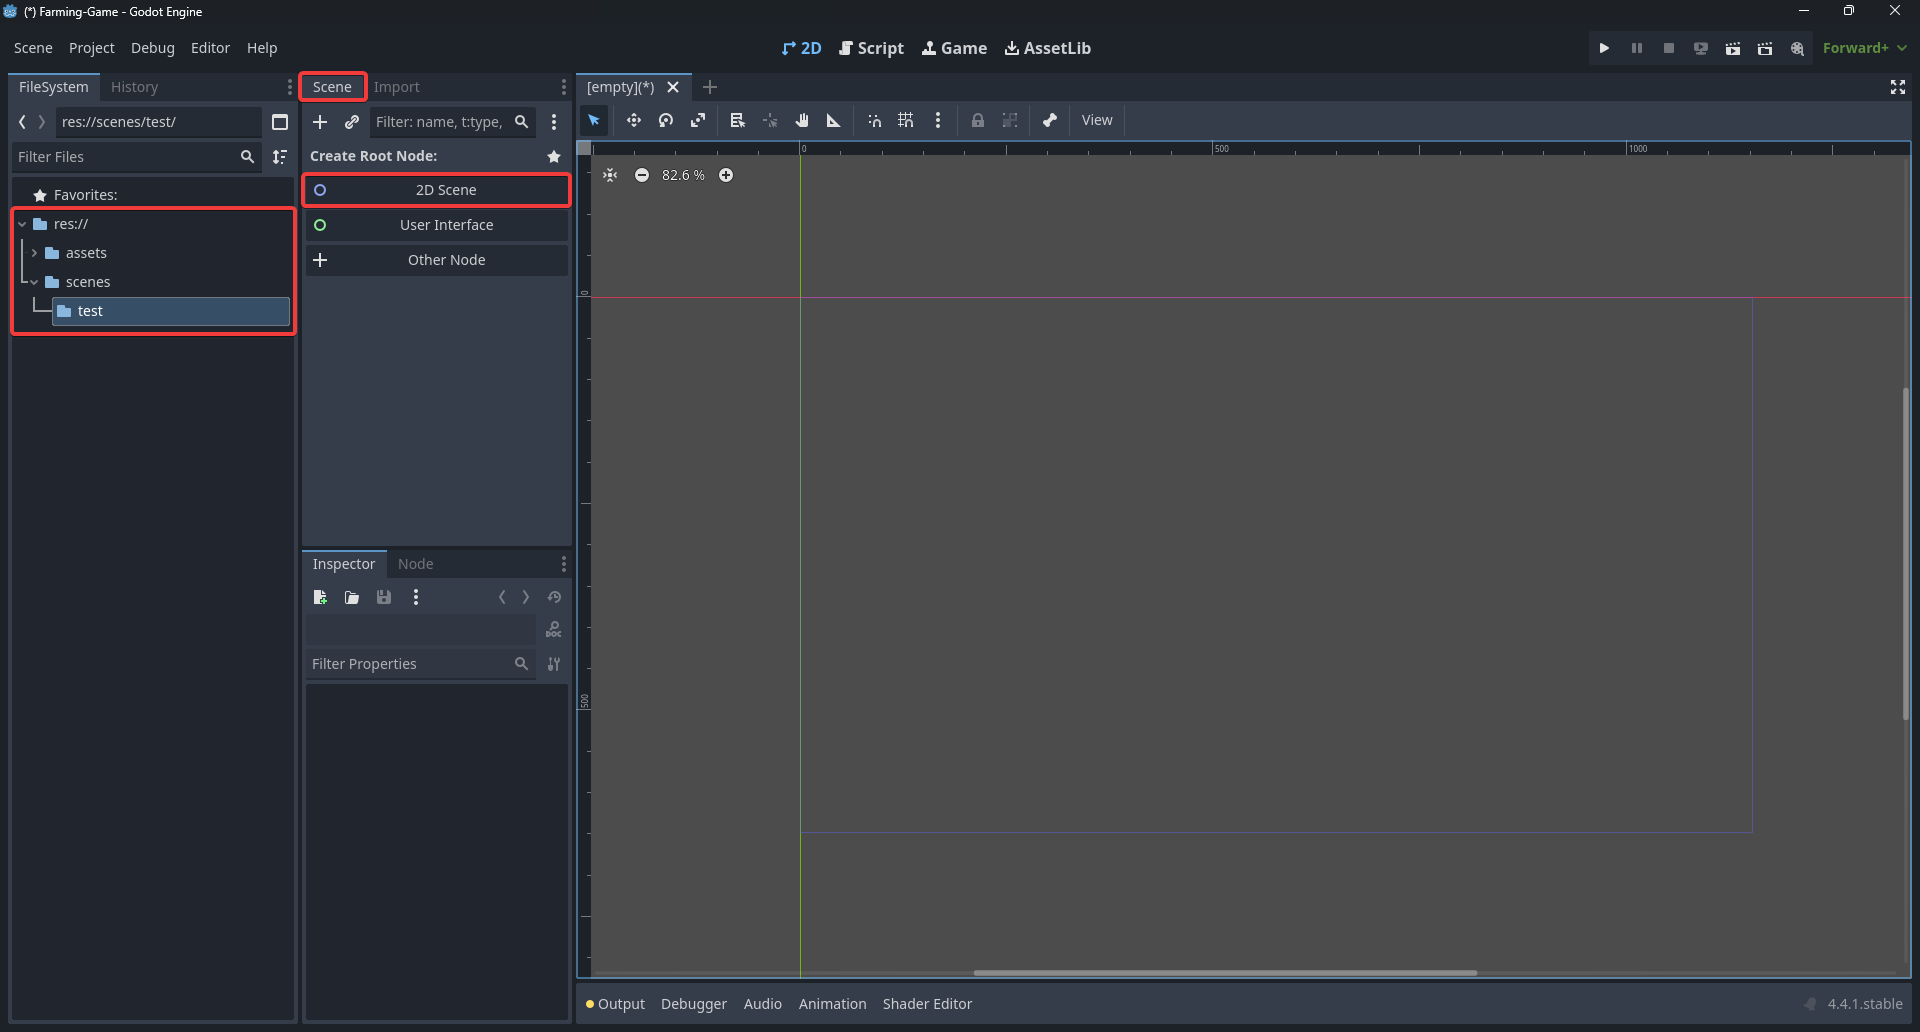 (*) Farming-Game - Godot Engine
Scene Project Debug Editor Help
2D Script Game AssetLib
Forward+
FileSystem History
Scene Import
[empty](*)
res://scenes/test/
Filter: name, t:type,
View
Filter Files
Create Root Node:
0 500 1000
82.6 %
Favorites:
2D Scene
res://
User Interface
assets
Other Node
scenes
0
test
Inspector Node
DOC
Filter Properties
500
Output Debugger Audio Animation Shader Editor
4.4.1.stable